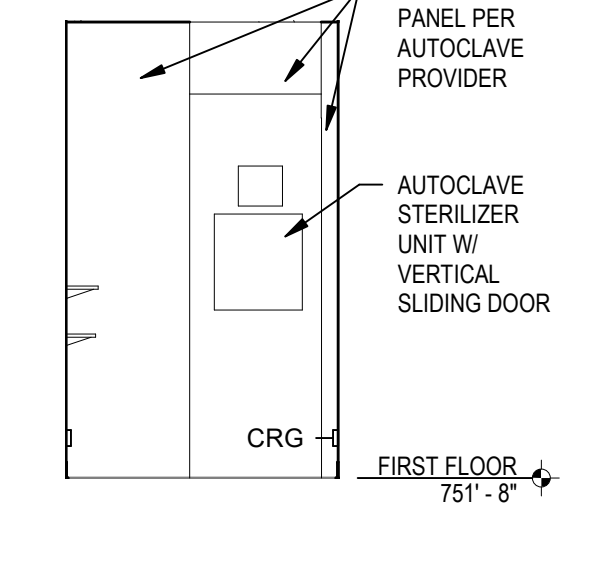 PANEL PER
AUTOCLAVE
PROVIDER
AUTOCLAVE
STERILIZER
UNIT W/
VERTICAL
SLIDING DOOR
CRG
FIRST FLOOR
751' - 8"